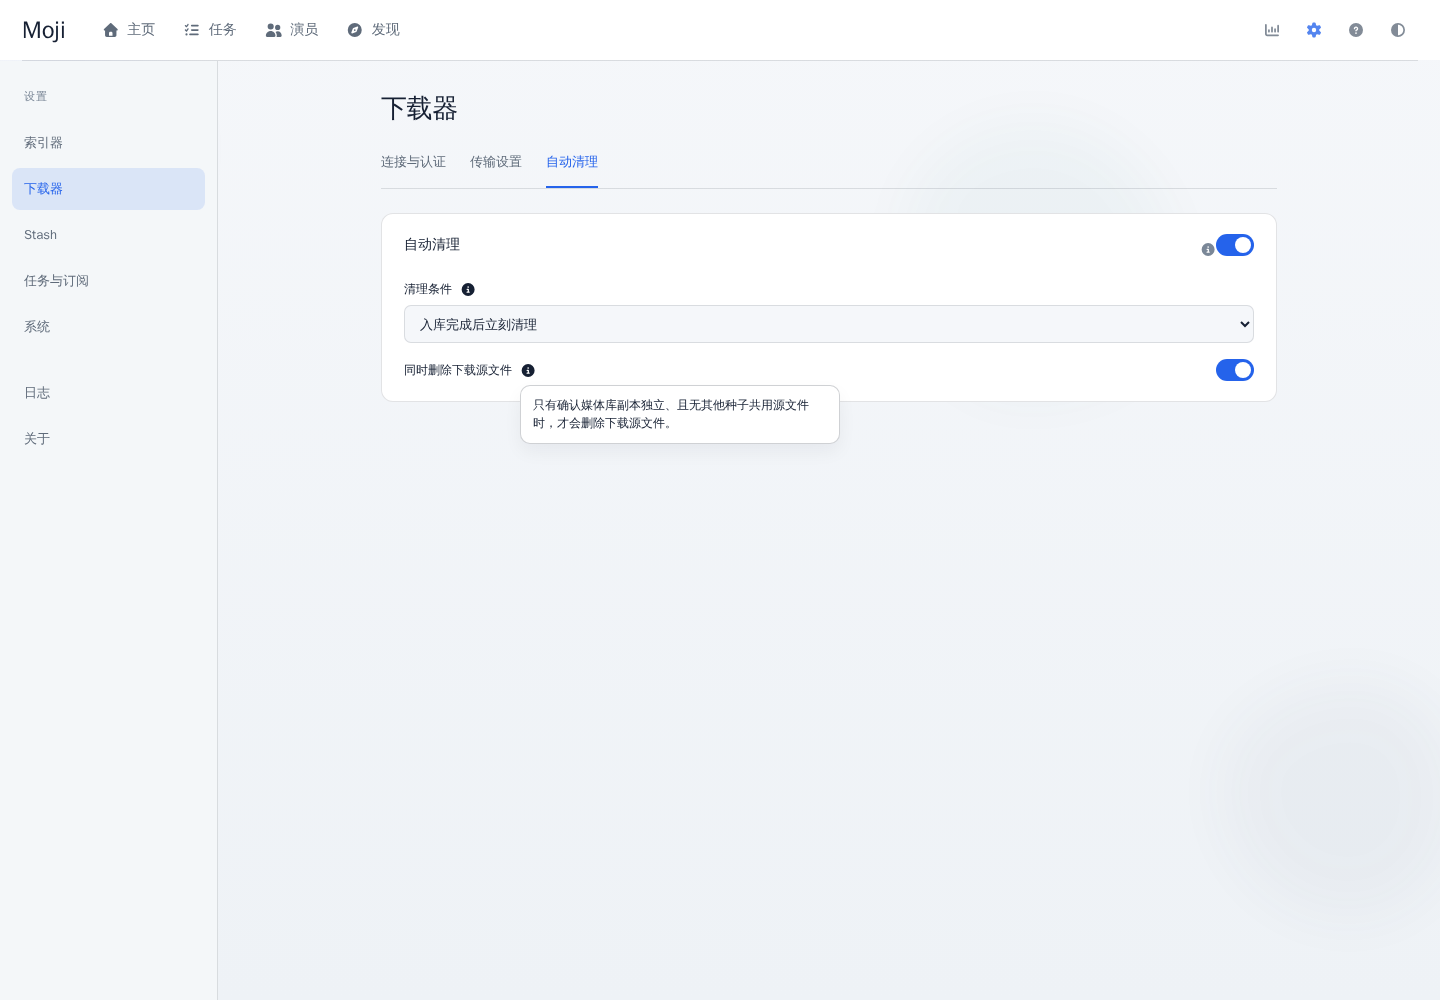 Moji
主页
任务
演员
发现
设置
索引器
下载器
Stash
任务与订阅
系统
日志
关于
下载器
连接与认证
传输设置
自动清理
自动清理
清理条件
入库完成后立刻清理
同时删除下载源文件
只有确认媒体库副本独立、且无其他种子共用源文件
时，才会删除下载源文件。